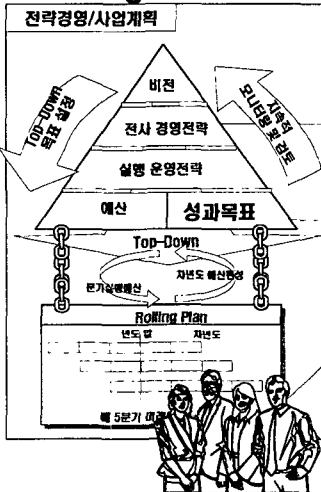 전략경영/사업계획
비전
Top-Down
목표 설정
지속적
모니터링 및 검토
전사 경영전략
실행 운영전략
예산
성과목표
Top-Down
차년도 예산편성
분기실행예산
Rolling Plan
년도 말
차년도
매 5분기